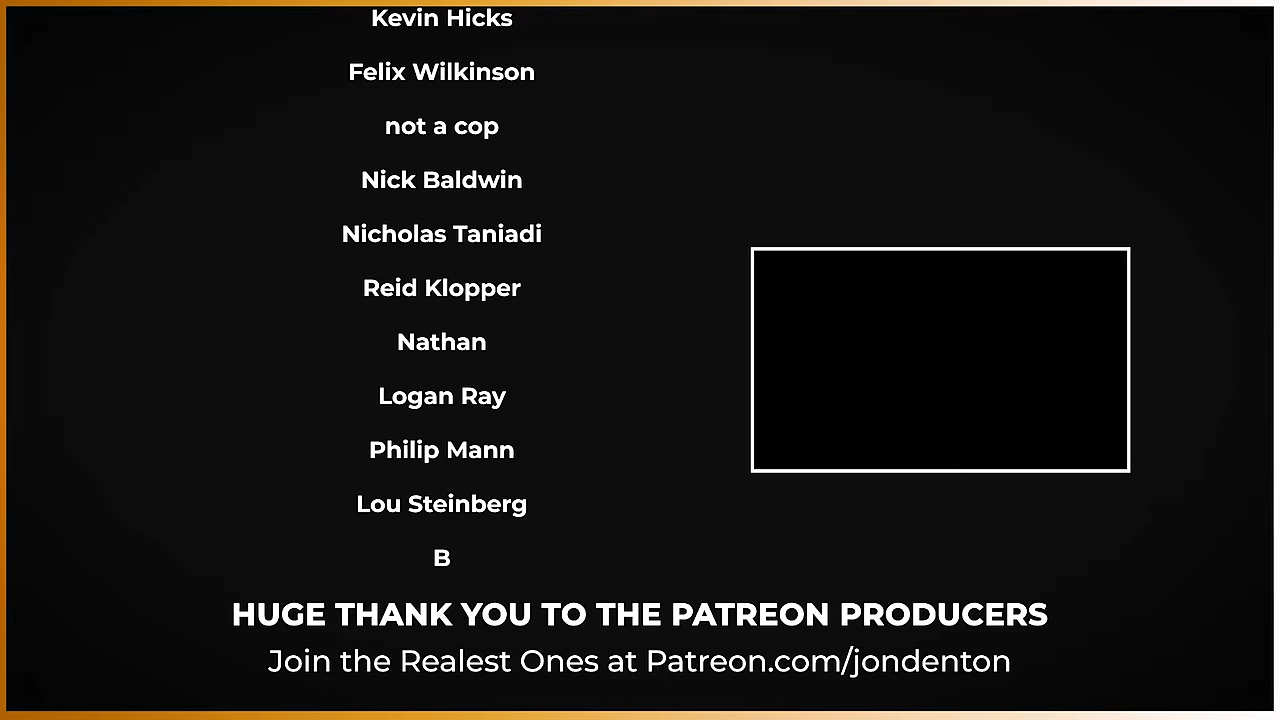 Kevin Hicks
Felix Wilkinson
not a cop
Nick Baldwin
Nicholas Taniadi
Reid Klopper
Nathan
Logan Ray
Philip Mann
Lou Steinberg
B
HUGE THANK YOU TO THE PATREON PRODUCERS
Join the Realest Ones at Patreon.com/jondenton